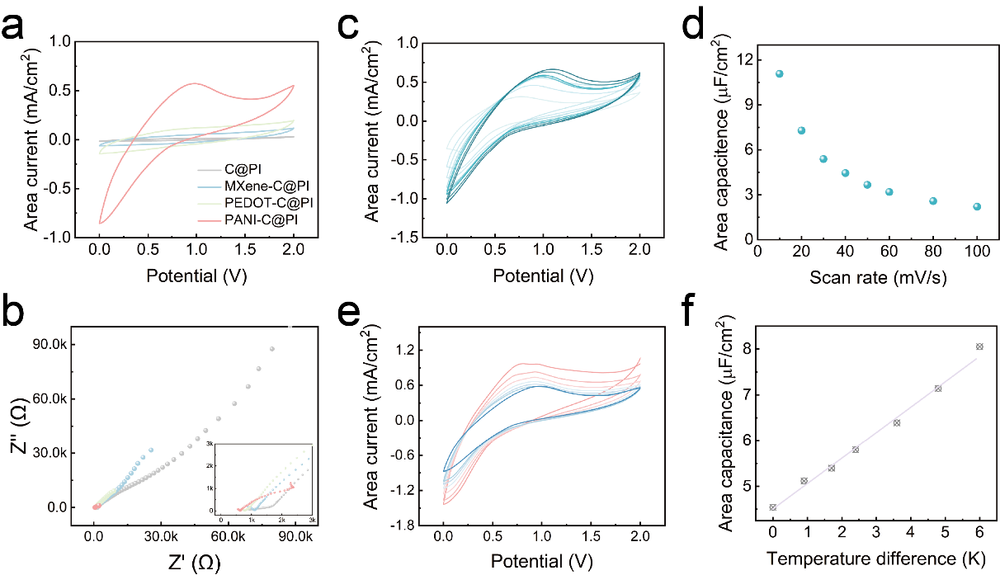 a
Area current (mA/cm2)
1.0
0.5
0.0
-0.5
-1.0
C@PI
MXene-C@PI
PEDOT-C@PI
PANI-C@PI
0.0 0.5 1.0 1.5 2.0
Potential (V)
c
Area current (mA/cm2)
1.0
0.5
0.0
-0.5
-1.0
-1.5
0.0 0.5 1.0 1.5 2.0
Potential (V)
d
Area capacitence (μF/cm2)
12
9
6
3
0
0 20 40 60 80 100
Scan rate (mV/s)
b
Z'' (Ω)
90.0k
60.0k
30.0k
0.0
3k
2k
1k
0
0 1k 2k 3k
0.0 30.0k 60.0k 90.0k
Z' (Ω)
e
Area current (mA/cm2)
1.2
0.6
0.0
-0.6
-1.2
-1.8
0.0 0.5 1.0 1.5 2.0
Potential (V)
f
Area capacitance (μF/cm2)
8
7
6
5
0 1 2 3 4 5 6
Temperature difference (K)